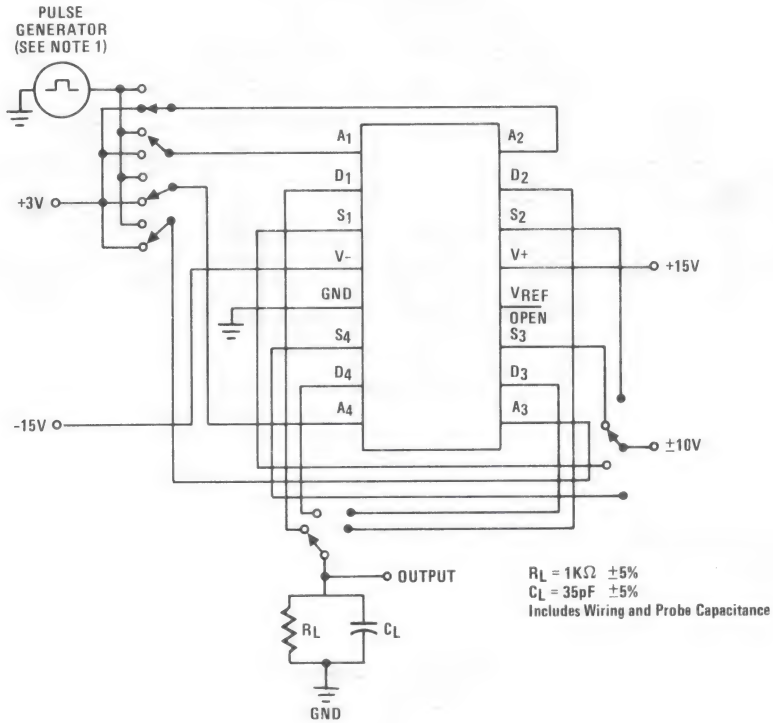 PULSE
GENERATOR
(SEE NOTE 1)
A1
A2
D1
D2
+3V
S1
S2
V-
V+
+15V
GND
VREF
OPEN
S4
S3
D4
D3
-15V
A4
A3
±10V
OUTPUT
RL = 1KΩ ±5%
CL = 35pF ±5%
Includes Wiring and Probe Capacitance
RL
CL
GND